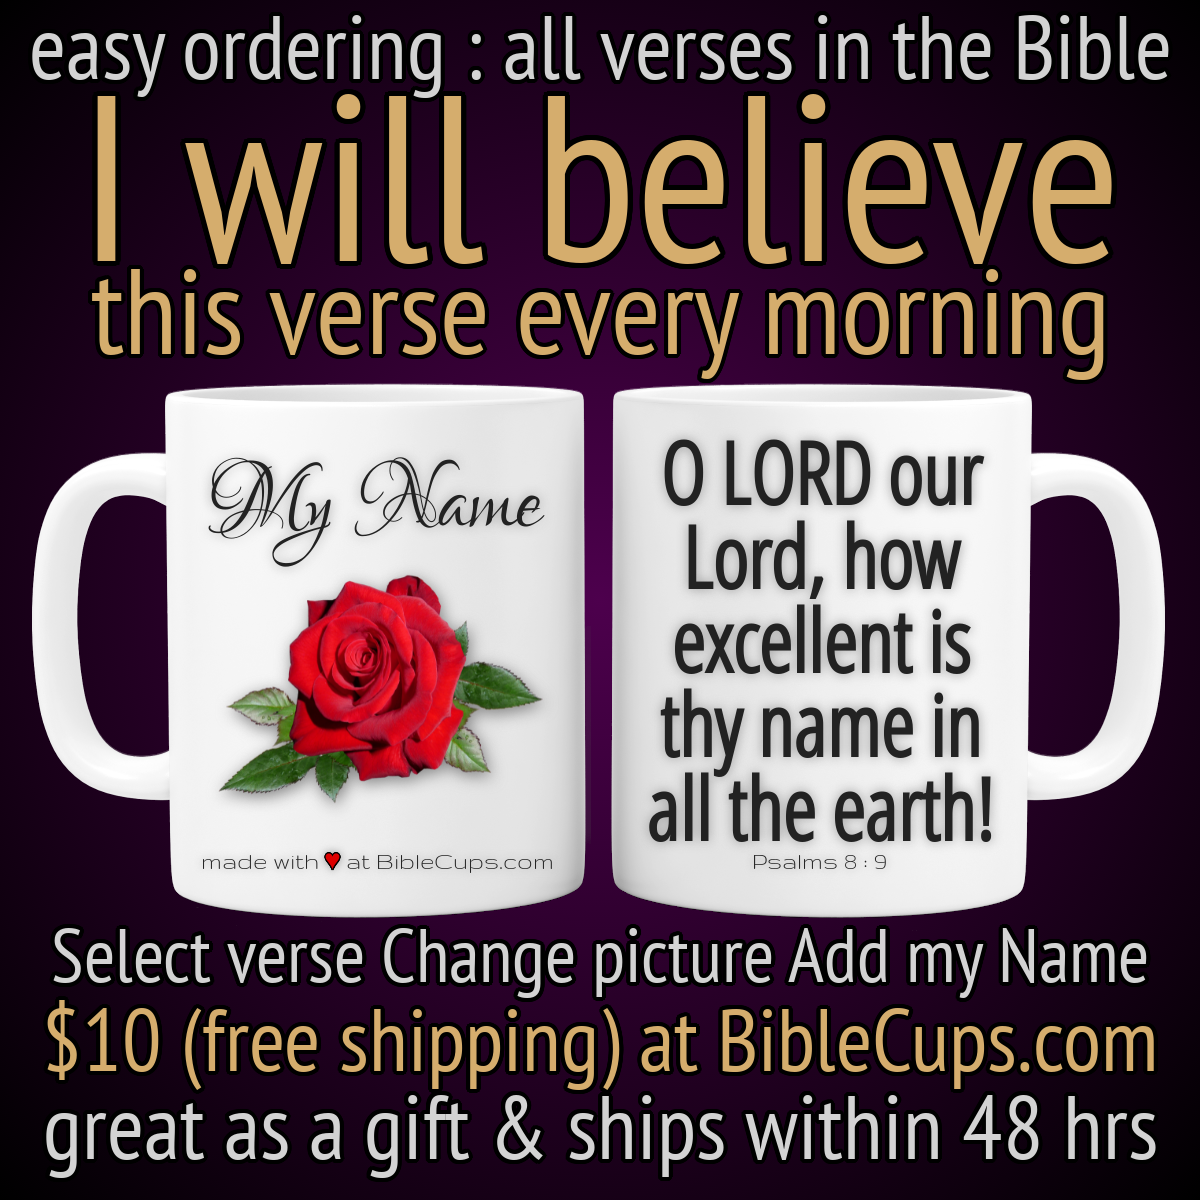 easy ordering : all verses in the Bible
I will believe
this verse every morning
My Name
made with ♥ at BibleCups.com
O LORD our
Lord, how
excellent is
thy name in
all the earth!
Psalms 8 : 9
Select verse Change picture Add my Name
$10 (free shipping) at BibleCups.com
great as a gift & ships within 48 hrs